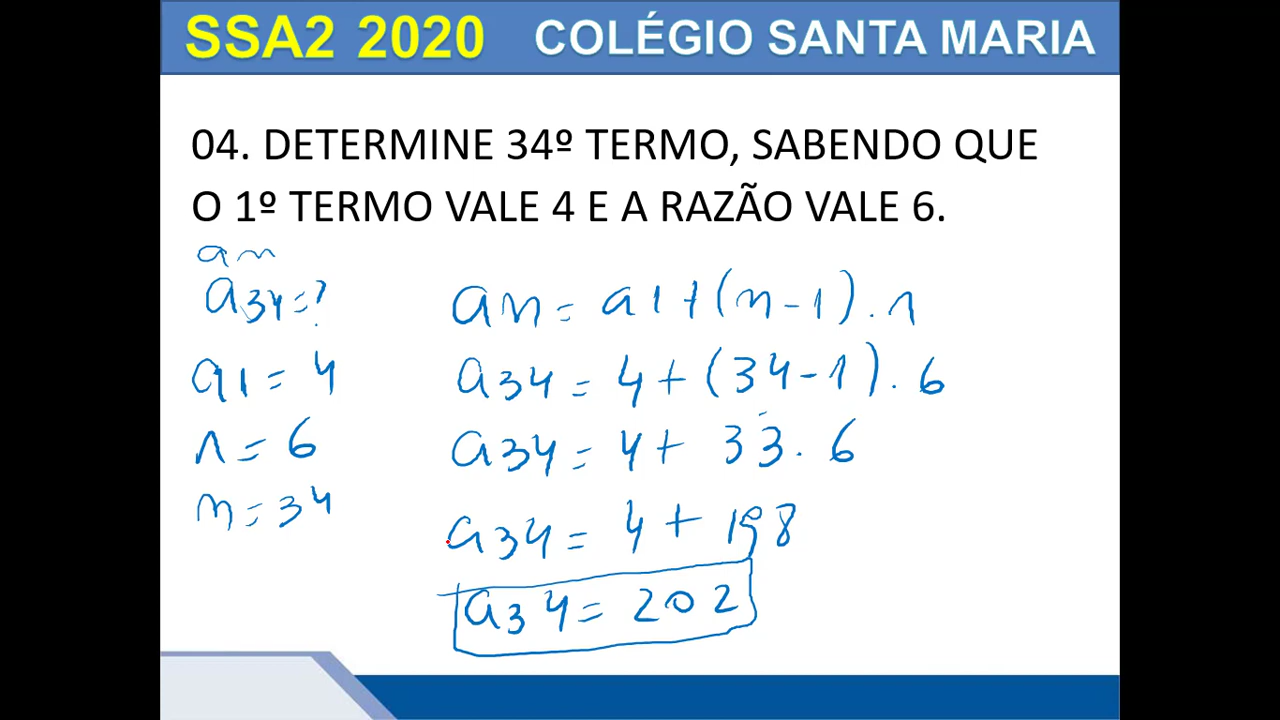 SSA2 2020 COLÉGIO SANTA MARIA
04. DETERMINE 34º TERMO, SABENDO QUE
O 1º TERMO VALE 4 E A RAZÃO VALE 6.
an
a34=?
a1=4
r=6
n=34
an=a1+(n-1).r
a34=4+(34-1).6
a34=4+33.6
a34=4+198
a34=202